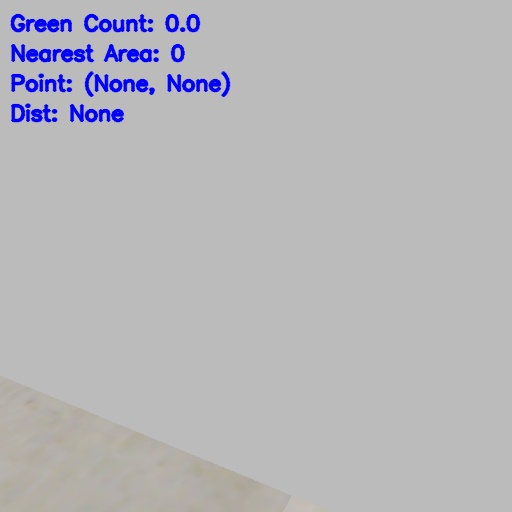 Green Count: 0.0
Nearest Area: 0
Point: (None, None)
Dist: None